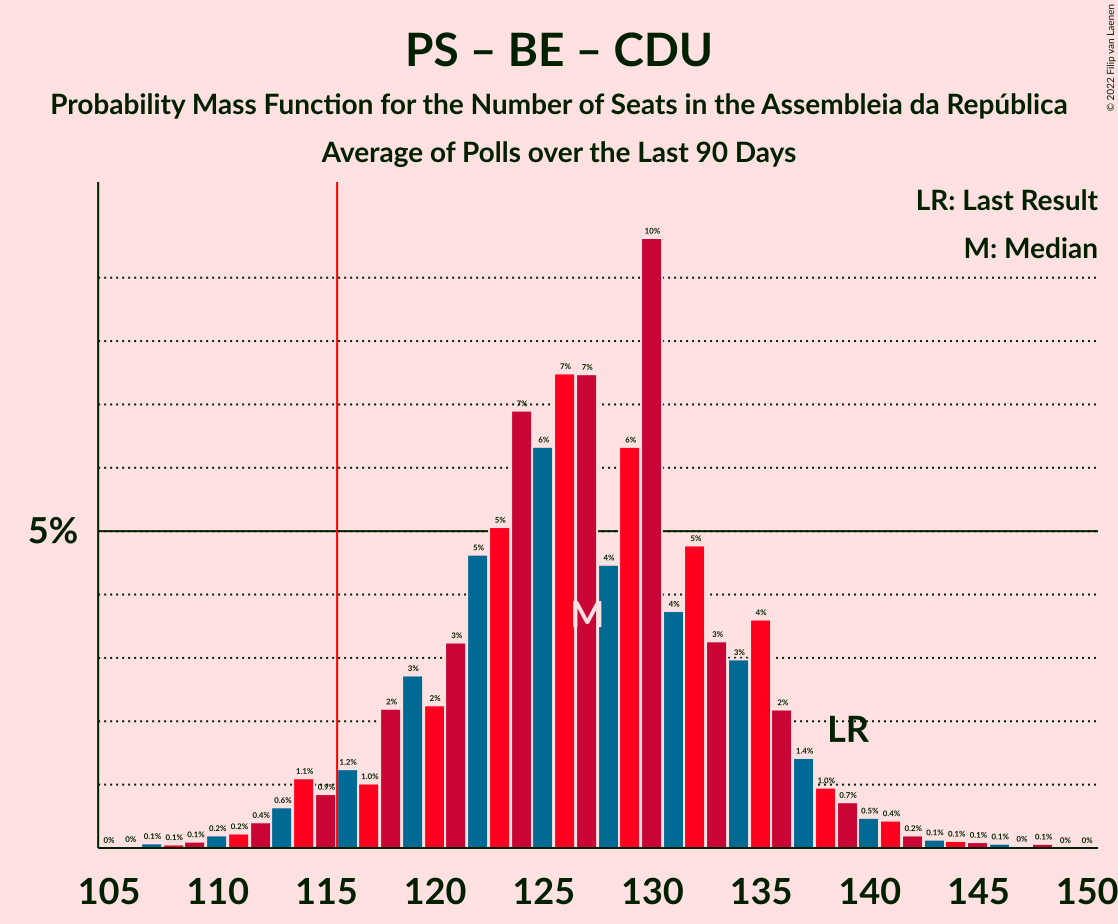 PS – BE – CDU
Probability Mass Function for the Number of Seats in the Assembleia da República
Average of Polls over the Last 90 Days
© 2022 Filip van Laenen
LR: Last Result
M: Median
5%
0% 0% 0.1% 0.1% 0.1% 0.2% 0.2% 0.4% 0.6% 1.1% 0.9% 1.2% 1.0% 2% 3% 2% 3% 5% 5% 7% 6% 7% 7% 4% 6% 10% 4% 5% 3% 3% 4% 2% 1.4% 1.0% 0.7% 0.5% 0.4% 0.2% 0.1% 0.1% 0.1% 0.1% 0% 0.1% 0% 0%
M
LR
105 110 115 120 125 130 135 140 145 150